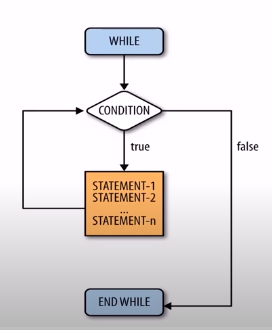 WHILE
CONDITION
true
false
STATEMENT-1
STATEMENT-2
...
STATEMENT-n
END WHILE